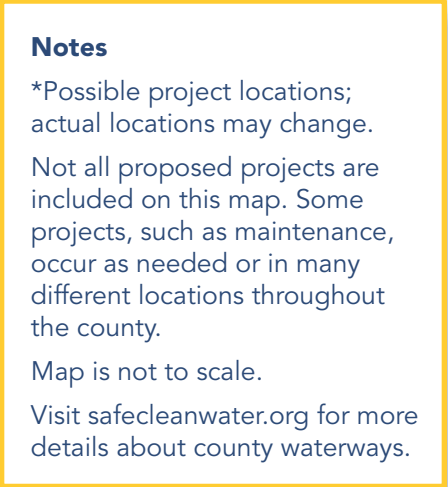 Notes
*Possible project locations;
actual locations may change.
Not all proposed projects are
included on this map. Some
projects, such as maintenance,
occur as needed or in many
different locations throughout
the county.
Map is not to scale.
Visit safecleanwater.org for more
details about county waterways.